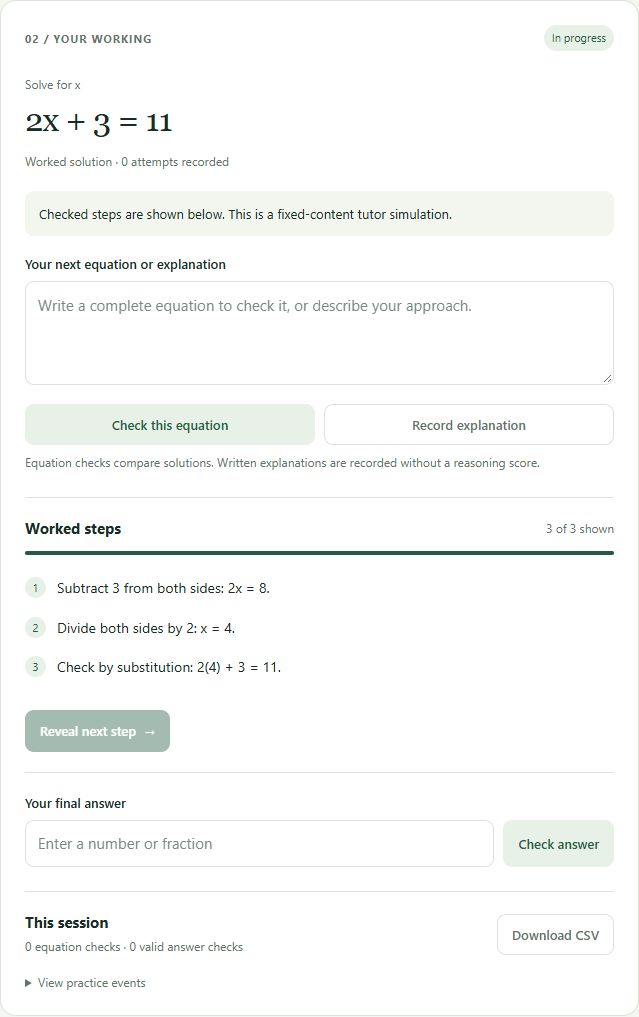 02 / YOUR WORKING
In progress
Solve for x
2x + 3 = 11
Worked solution · 0 attempts recorded
Checked steps are shown below. This is a fixed-content tutor simulation.
Your next equation or explanation
Write a complete equation to check it, or describe your approach.
Check this equation
Record explanation
Equation checks compare solutions. Written explanations are recorded without a reasoning score.
Worked steps
3 of 3 shown
1 Subtract 3 from both sides: 2x = 8.
2 Divide both sides by 2: x = 4.
3 Check by substitution: 2(4) + 3 = 11.
Reveal next step →
Your final answer
Enter a number or fraction
Check answer
This session
0 equation checks · 0 valid answer checks
Download CSV
▶ View practice events